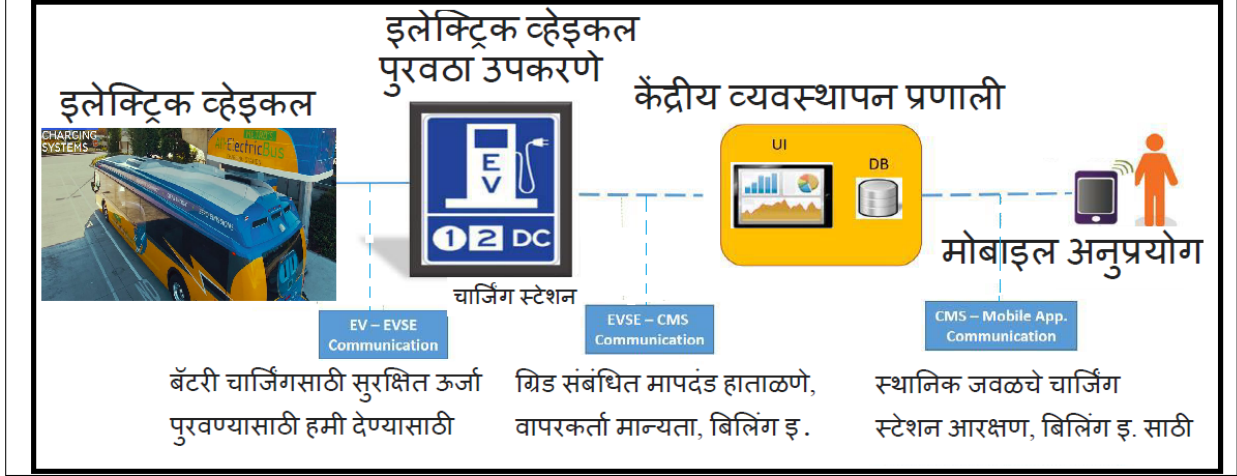 इलेक्ट्रिक व्हेइकल
पुरवठा उपकरणे
इलेक्ट्रिक व्हेइकल
केंद्रीय व्यवस्थापन प्रणाली
CHARGING
SYSTEMS
ElectricBus
UI
DB
E
V
1 2 DC
मोबाइल अनुप्रयोग
चार्जिंग स्टेशन
EV – EVSE
Communication
EVSE – CMS
Communication
CMS – Mobile App.
Communication
बॅटरी चार्जिंगसाठी सुरक्षित ऊर्जा
पुरवण्यासाठी हमी देण्यासाठी
ग्रिड संबंधित मापदंड हाताळणे,
वापरकर्ता मान्यता, बिलिंग इ.
स्थानिक जवळचे चार्जिंग
स्टेशन आरक्षण, बिलिंग इ. साठी